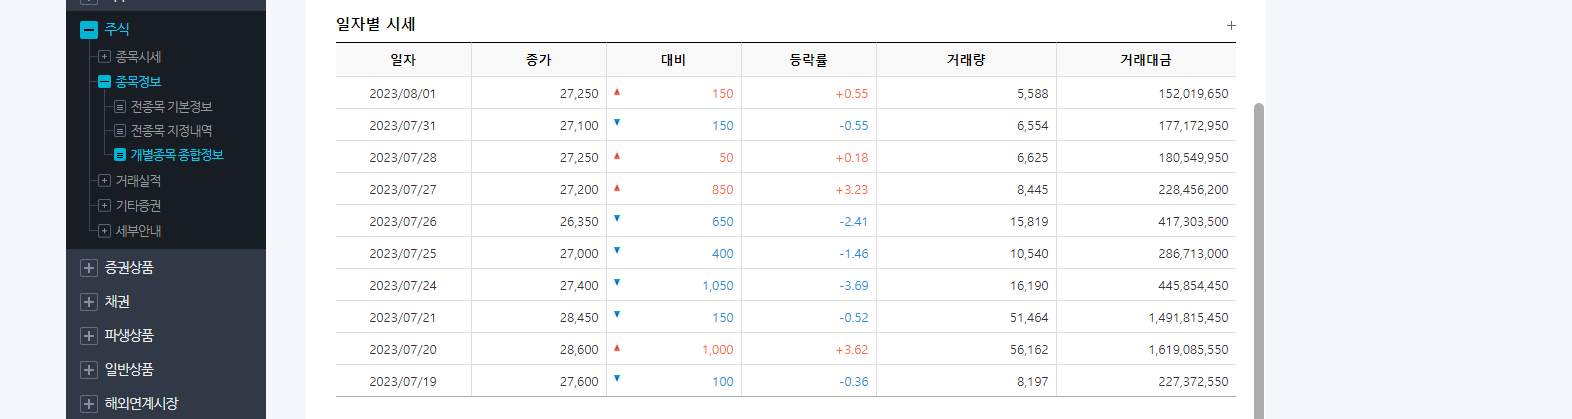 주식
종목시세
종목정보
전종목 기본정보
전종목 지정내역
개별종목 종합정보
거래실적
기타증권
세부안내
증권상품
채권
파생상품
일반상품
해외연계시장
일자별 시세
일자 종가 대비 등락률 거래량 거래대금
2023/08/01 27,250 ▲ 150 +0.55 5,588 152,019,650
2023/07/31 27,100 ▼ 150 -0.55 6,554 177,172,950
2023/07/28 27,250 ▲ 50 +0.18 6,625 180,549,950
2023/07/27 27,200 ▲ 850 +3.23 8,445 228,456,200
2023/07/26 26,350 ▼ 650 -2.41 15,819 417,303,500
2023/07/25 27,000 ▼ 400 -1.46 10,540 286,713,000
2023/07/24 27,400 ▼ 1,050 -3.69 16,190 445,854,450
2023/07/21 28,450 ▼ 150 -0.52 51,464 1,491,815,450
2023/07/20 28,600 ▲ 1,000 +3.62 56,162 1,619,085,550
2023/07/19 27,600 ▼ 100 -0.36 8,197 227,372,550